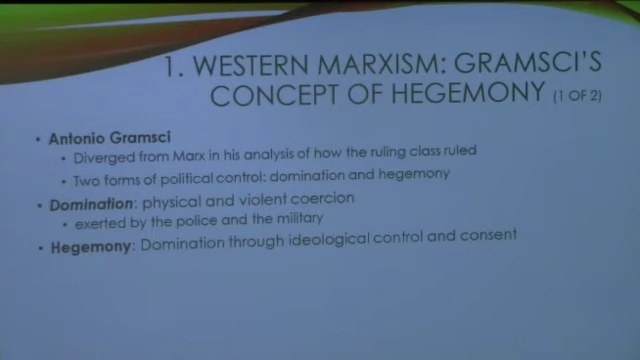 1. WESTERN MARXISM: GRAMSCI'S
CONCEPT OF HEGEMONY (1 OF 2)
• Antonio Gramsci
• Diverged from Marx in his analysis of how the ruling class ruled
• Two forms of political control: domination and hegemony
• Domination: physical and violent coercion
• exerted by the police and the military
• Hegemony: Domination through ideological control and consent